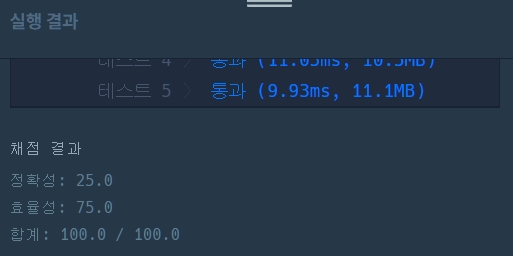 실행 결과
테스트 4 〉 통과 (11.05ms, 10.5MB)
테스트 5 〉 통과 (9.93ms, 11.1MB)
채점 결과
정확성: 25.0
효율성: 75.0
합계: 100.0 / 100.0